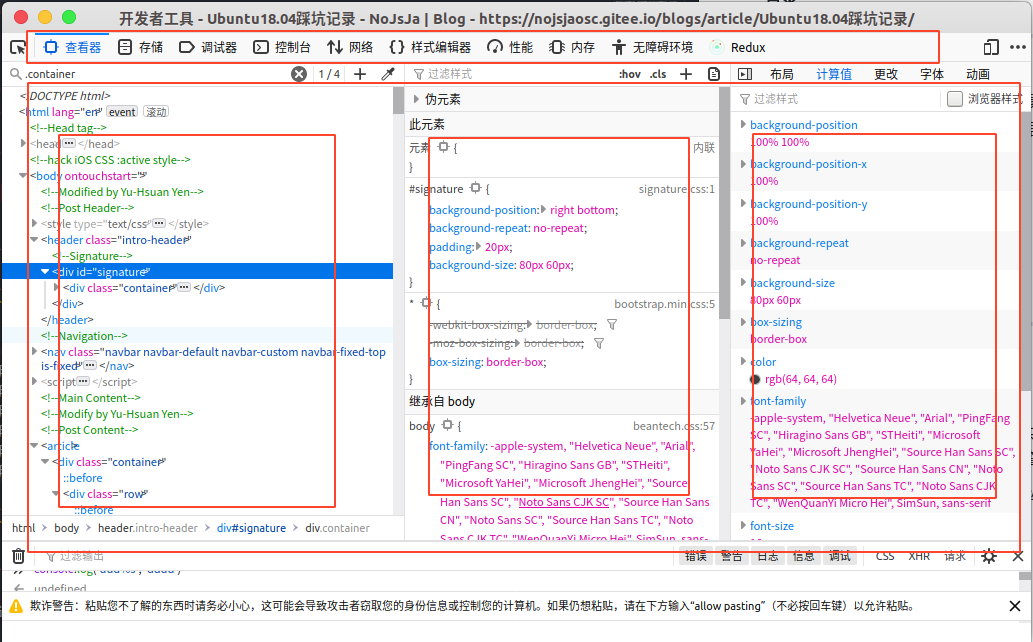 开发者工具 - Ubuntu18.04踩坑记录 - NoJsJa | Blog - https://nojsjaosc.gitee.io/blogs/article/Ubuntu18.04踩坑记录/
查看器 存储 调试器 控制台 网络 样式编辑器 性能 内存 无障碍环境 Redux
.container 1 / 4 + 过滤样式 :hov .cls + 布局 计算值 更改 字体 动画
<!DOCTYPE html>
<html lang="en"> event 滚动
<!--Head tag-->
<head ··· </head>
<!--hack iOS CSS :active style-->
<body ontouchstart="">
<!--Modified by Yu-Hsuan Yen-->
<!--Post Header-->
<style type="text/css"> ··· </style>
<header class="intro-header">
<!--Signature-->
<div id="signature">
<div class="container"> ··· </div>
</div>
</header>
<!--Navigation-->
<nav class="navbar navbar-default navbar-custom navbar-fixed-top
is-fixed"> ··· </nav>
<script> ··· </script>
<!--Main Content-->
<!--Modify by Yu-Hsuan Yen-->
<!--Post Content-->
<article>
<div class="container">
::before
<div class="row">
::before
html > body > header.intro-header > div#signature > div.container
伪元素
此元素
元素 { 内联
}
#signature { signature.css:1
background-position: right bottom;
background-repeat: no-repeat;
padding: 20px;
background-size: 80px 60px;
}
* { bootstrap.min.css:5
-webkit-box-sizing: border-box;
-moz-box-sizing: border-box;
box-sizing: border-box;
}
继承自 body
body { beantech.css:57
font-family: -apple-system, "Helvetica Neue", "Arial",
"PingFang SC", "Hiragino Sans GB", "STHeiti",
"Microsoft YaHei", "Microsoft JhengHei", "Source
Han Sans SC", "Noto Sans CJK SC", "Source Han Sans
CN", "Noto Sans SC", "Source Han Sans TC", "Noto
Sans CJK TC", "WenQuanYi Micro Hei", SimSun, sans-
过滤样式 浏览器样式
background-position
100% 100%
background-position-x
100%
background-position-y
100%
background-repeat
no-repeat
background-size
80px 60px
box-sizing
border-box
color
rgb(64, 64, 64)
font-family
-apple-system, "Helvetica Neue", "Arial", "PingFang
SC", "Hiragino Sans GB", "STHeiti", "Microsoft
YaHei", "Microsoft JhengHei", "Source Han Sans SC",
"Noto Sans CJK SC", "Source Han Sans CN", "Noto
Sans SC", "Source Han Sans TC", "Noto Sans CJK
TC", "WenQuanYi Micro Hei", SimSun, sans-serif
font-size
过滤输出 错误 警告 日志 信息 调试 CSS XHR 请求
undefined
欺诈警告：粘贴您不了解的东西时请务必小心，这可能会导致攻击者窃取您的身份信息或控制您的计算机。如果仍想粘贴，请在下方输入“allow pasting”（不必按回车键）以允许粘贴。